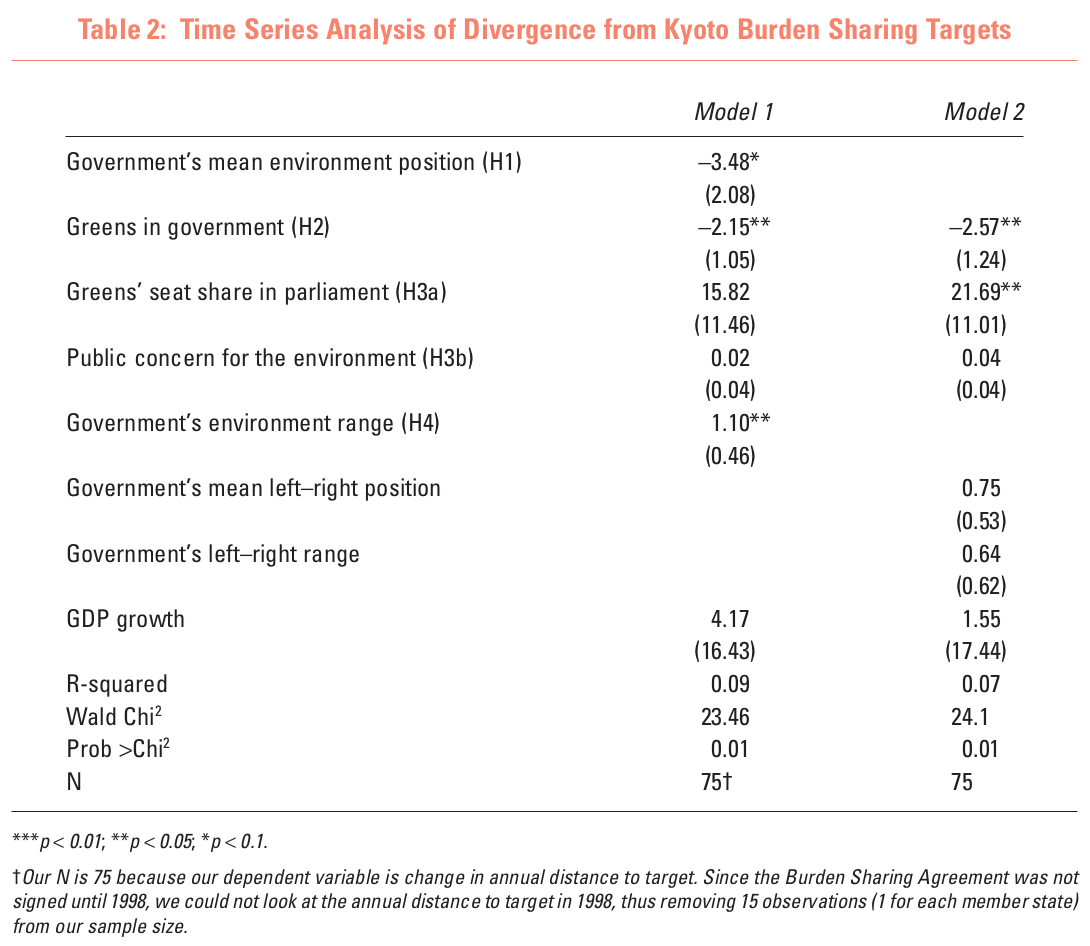 Table 2: Time Series Analysis of Divergence from Kyoto Burden Sharing Targets
Model 1 Model 2
Government's mean environment position (H1) –3.48*
(2.08)
Greens in government (H2) –2.15** –2.57**
(1.05) (1.24)
Greens' seat share in parliament (H3a) 15.82 21.69**
(11.46) (11.01)
Public concern for the environment (H3b) 0.02 0.04
(0.04) (0.04)
Government's environment range (H4) 1.10**
(0.46)
Government's mean left–right position 0.75
(0.53)
Government's left–right range 0.64
(0.62)
GDP growth 4.17 1.55
(16.43) (17.44)
R-squared 0.09 0.07
Wald Chi² 23.46 24.1
Prob >Chi² 0.01 0.01
N 75† 75
***p < 0.01; **p < 0.05; *p < 0.1.
†Our N is 75 because our dependent variable is change in annual distance to target. Since the Burden Sharing Agreement was not
signed until 1998, we could not look at the annual distance to target in 1998, thus removing 15 observations (1 for each member state)
from our sample size.